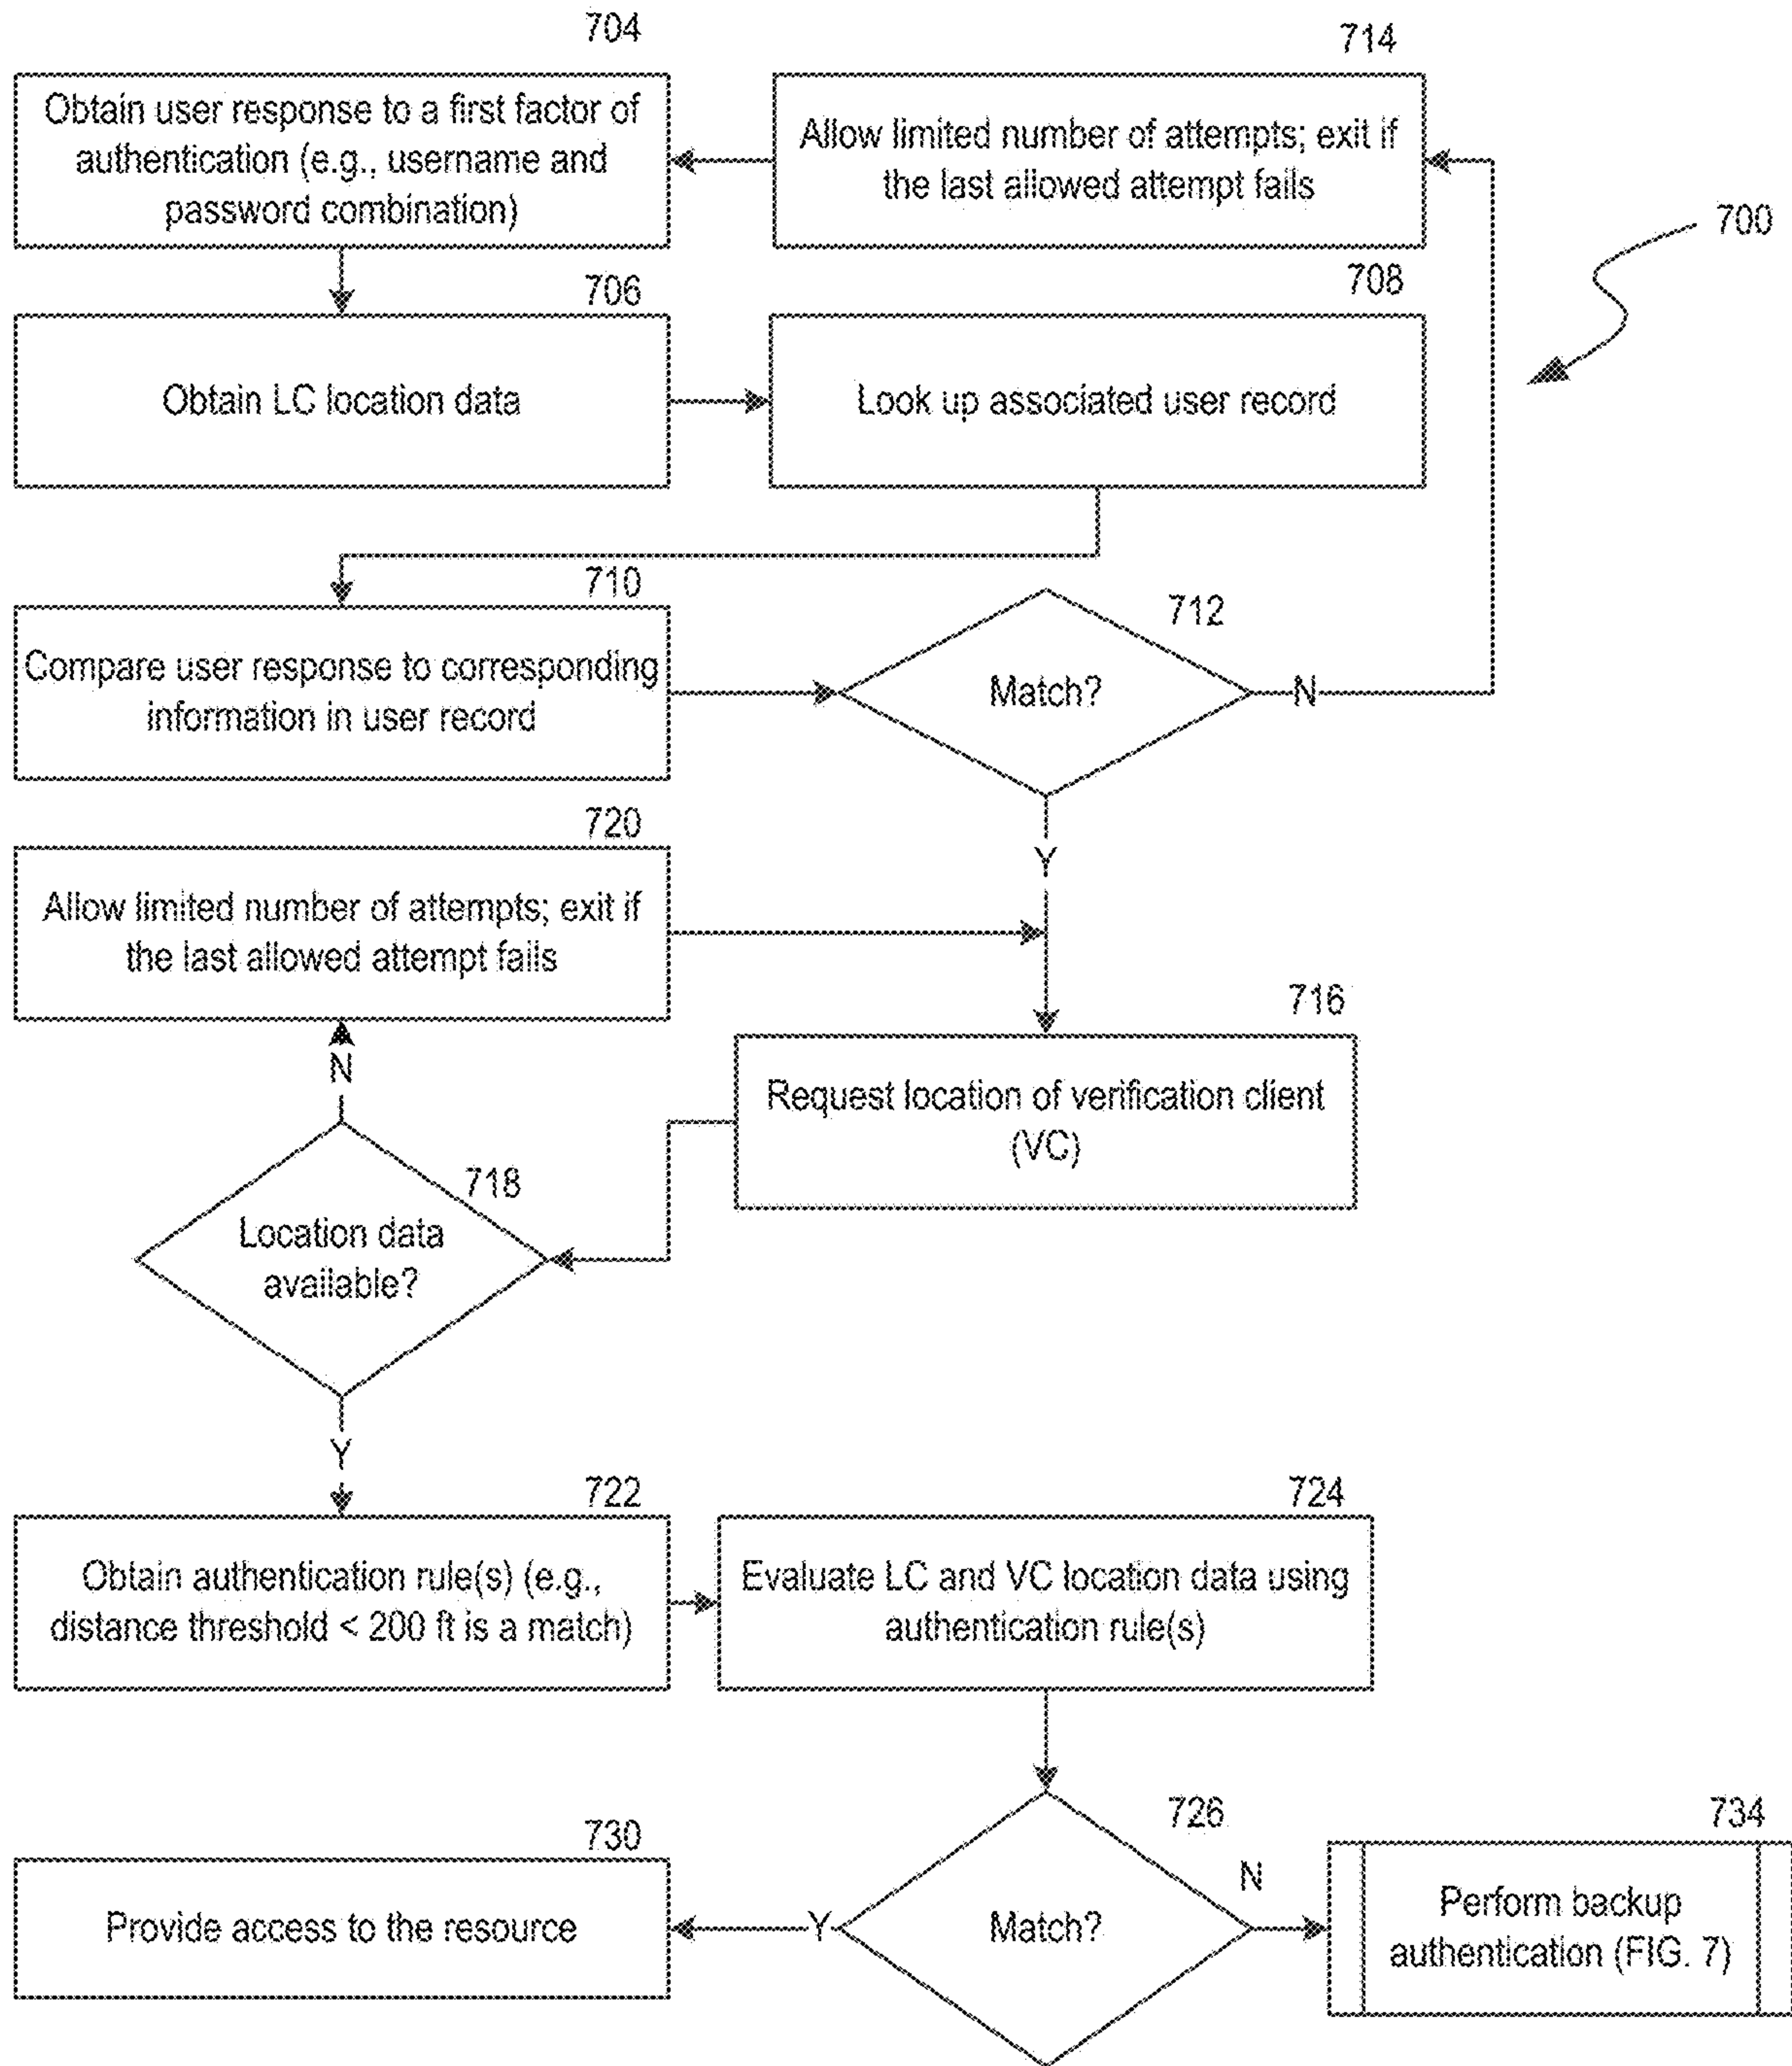 704
Obtain user response to a first factor of
authentication (e.g., username and
password combination)
714
Allow limited number of attempts; exit if
the last allowed attempt fails
700
706
Obtain LC location data
708
Look up associated user record
710
Compare user response to corresponding
information in user record
712
Match?
N
Y
720
Allow limited number of attempts; exit if
the last allowed attempt fails
716
Request location of verification client
(VC)
N
718
Location data
available?
Y
722
Obtain authentication rule(s) (e.g.,
distance threshold < 200 ft is a match)
724
Evaluate LC and VC location data using
authentication rule(s)
726
Match?
Y
N
730
Provide access to the resource
734
Perform backup
authentication (FIG. 7)